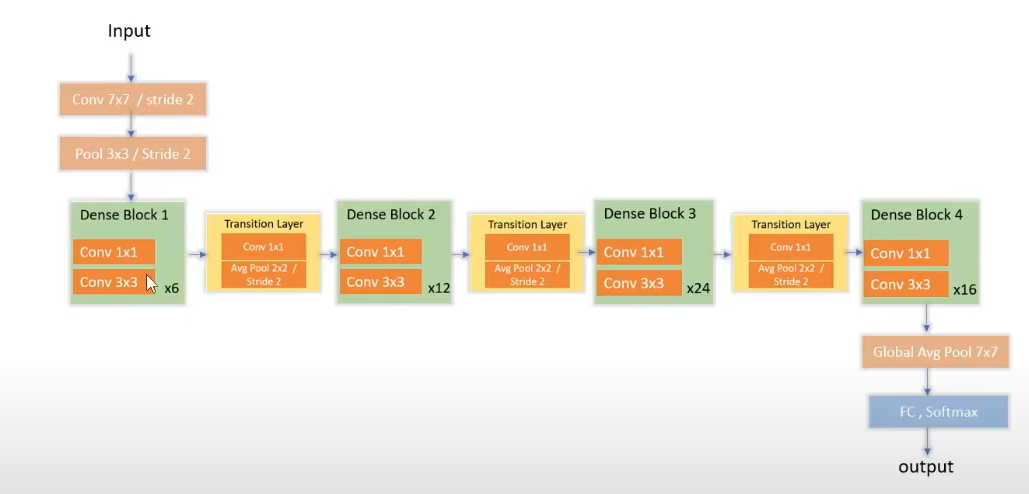 Input
Conv 7x7 / stride 2
Pool 3x3 / Stride 2
Dense Block 1
Conv 1x1
Conv 3x3
x6
Transition Layer
Conv 1x1
Avg Pool 2x2 /
Stride 2
Dense Block 2
Conv 1x1
Conv 3x3
x12
Transition Layer
Conv 1x1
Avg Pool 2x2 /
Stride 2
Dense Block 3
Conv 1x1
Conv 3x3
x24
Transition Layer
Conv 1x1
Avg Pool 2x2 /
Stride 2
Dense Block 4
Conv 1x1
Conv 3x3
x16
Global Avg Pool 7x7
FC , Softmax
output